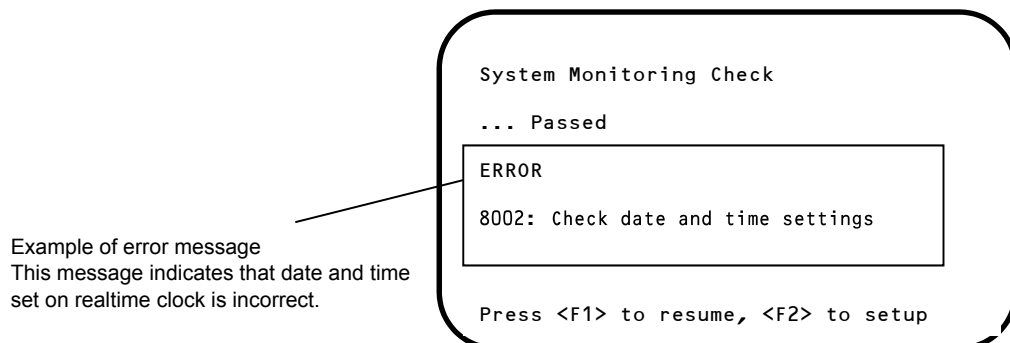 System Monitoring Check
... Passed
ERROR
8002: Check date and time settings
Example of error message
This message indicates that date and time
set on realtime clock is incorrect.
Press <F1> to resume, <F2> to setup